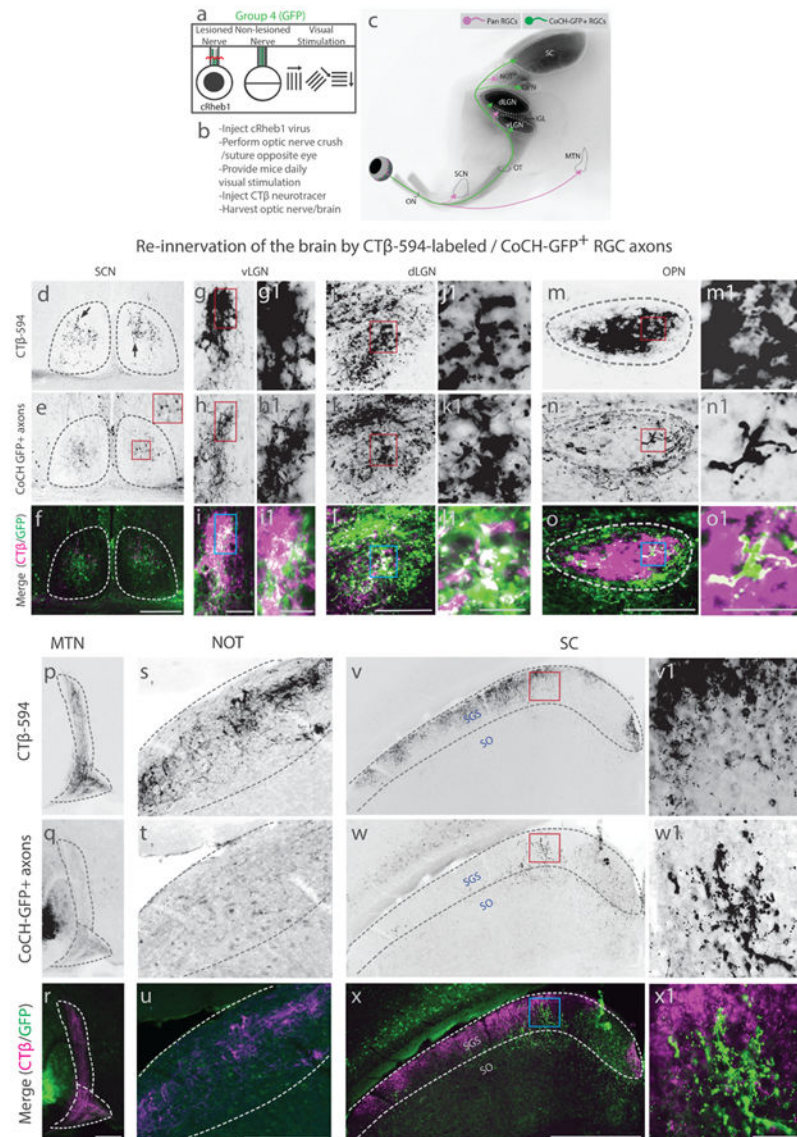 a
Group 4 (GFP)
Lesioned Non-lesioned Visual
Nerve Nerve Stimulation
cRheb1
b
-Inject cRheb1 virus
-Perform optic nerve crush
/suture opposite eye
-Provide mice daily
visual stimulation
-Inject CTβ neurotracer
-Harvest optic nerve/brain
c
Pan RGCs CoCH-GFP+ RGCs
SC
NOT
OPN
dLGN
IGL
vLGN
MTN
SCN
OT
ON
Re-innervation of the brain by CTβ-594-labeled / CoCH-GFP+ RGC axons
SCN vLGN dLGN OPN
CTβ-594
d g g1 j j1 m m1
CoCH GFP+ axons
e h h1 k k1 n n1
Merge (CTβ/GFP)
f i i1 l l1 o o1
MTN NOT SC
CTβ-594
p s v v1
SGS
SO
CoCH-GFP+ axons
q t w w1
SGS
SO
Merge (CTβ/GFP)
r u x x1
SGS
SO